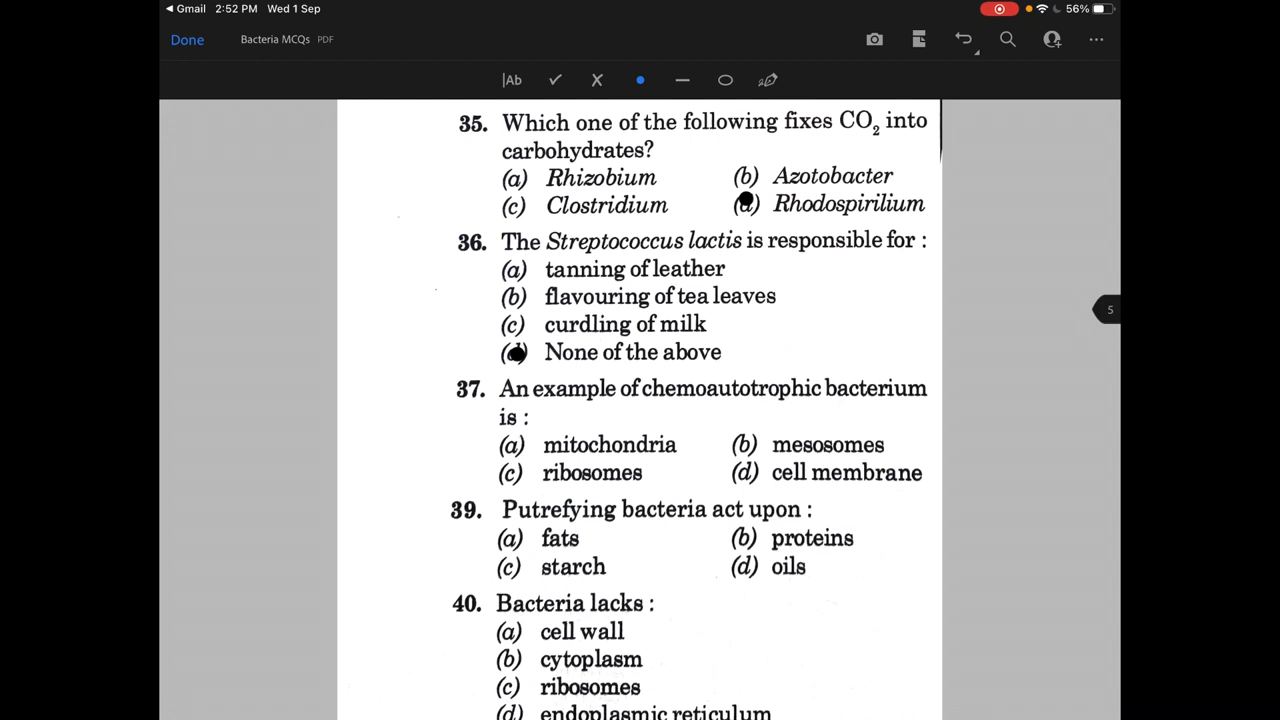 Gmail 2:52 PM Wed 1 Sep 56%
Done Bacteria MCQs PDF
|Ab
35. Which one of the following fixes CO₂ into
carbohydrates?
(a) Rhizobium (b) Azotobacter
(c) Clostridium (d) Rhodospirilium
36. The Streptococcus lactis is responsible for :
(a) tanning of leather
(b) flavouring of tea leaves
(c) curdling of milk
(d) None of the above
5
37. An example of chemoautotrophic bacterium
is :
(a) mitochondria (b) mesosomes
(c) ribosomes (d) cell membrane
39. Putrefying bacteria act upon :
(a) fats (b) proteins
(c) starch (d) oils
40. Bacteria lacks :
(a) cell wall
(b) cytoplasm
(c) ribosomes
(d) endoplasmic reticulum